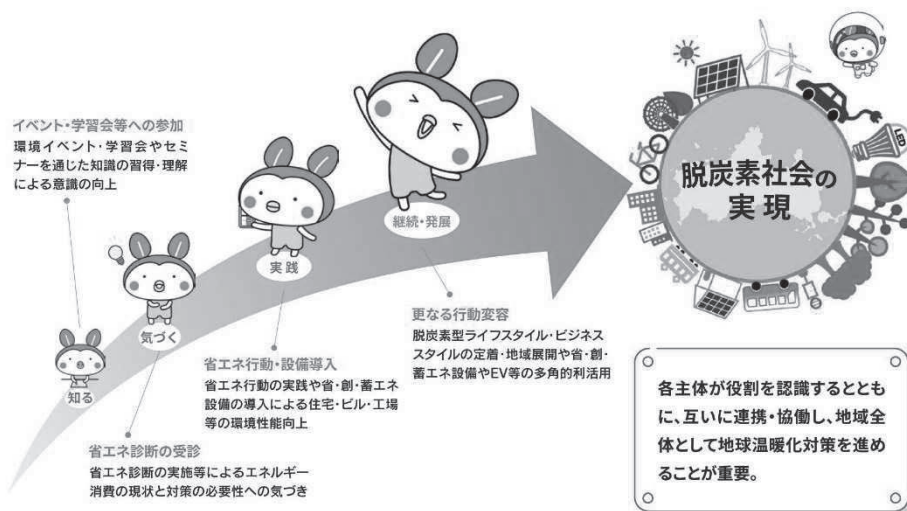 イベント・学習会等への参加
環境イベント・学習会やセミ
ナーを通じた知識の習得・理解
による意識の向上
知る
気づく
省エネ診断の受診
省エネ診断の実施等によるエネルギー
消費の現状と対策の必要性への気づき
実践
省エネ行動・設備導入
省エネ行動の実践や省・創・蓄エネ
設備の導入による住宅・ビル・工場
等の環境性能向上
継続・発展
更なる行動変容
脱炭素型ライフスタイル・ビジネス
スタイルの定着・地域展開や省・創・
蓄エネ設備やEV等の多角的利活用
LED
脱炭素社会の
実現
各主体が役割を認識するととも
に、互いに連携・協働し、地域全
体として地球温暖化対策を進め
ることが重要。